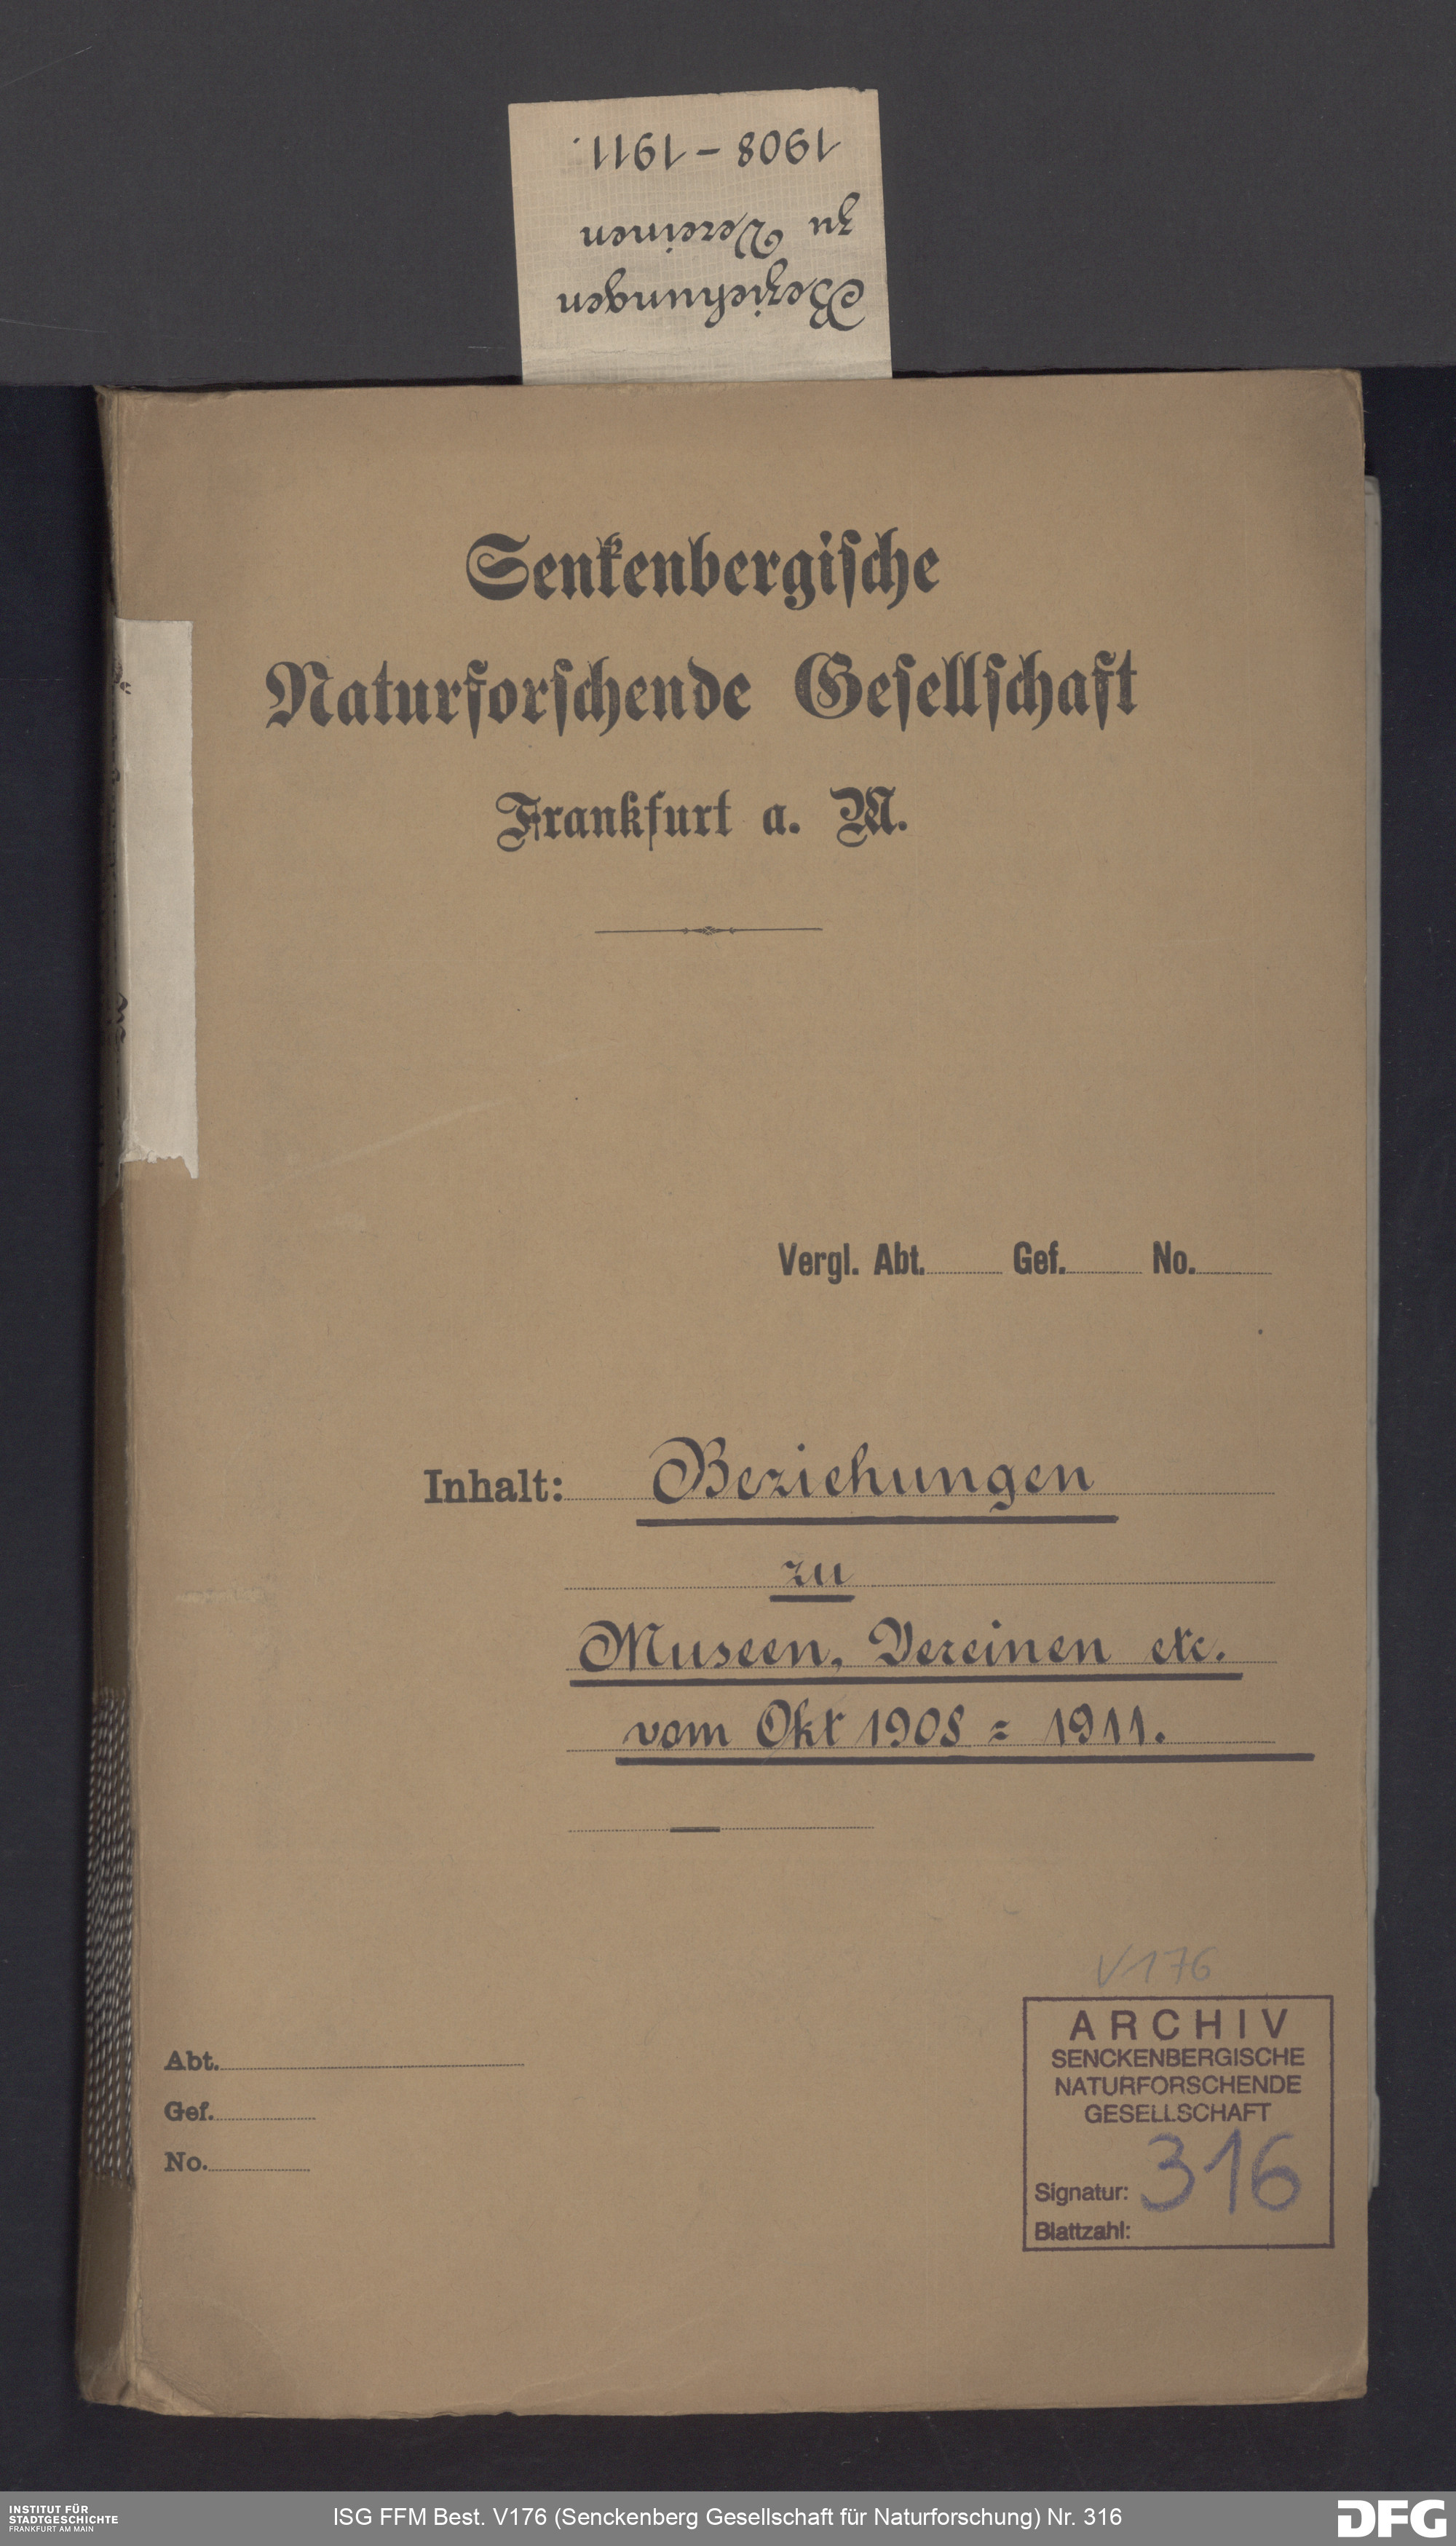 Beziehungen
zu Vereinen
1908 – 1911.
Senkenbergische
Naturforschende Gesellschaft
Frankfurt a. M.
Vergl. Abt. Gef. No.
Inhalt: Beziehungen
zu
Museen, Vereinen etc.
vom Okt 1908 = 1911.
V176
ARCHIV
SENCKENBERGISCHE
NATURFORSCHENDE
GESELLSCHAFT
Signatur: 316
Blattzahl:
Abt.
Gef.
No.
INSTITUT FÜR
STADTGESCHICHTE
FRANKFURT AM MAIN
ISG FFM Best. V176 (Senckenberg Gesellschaft für Naturforschung) Nr. 316
DFG